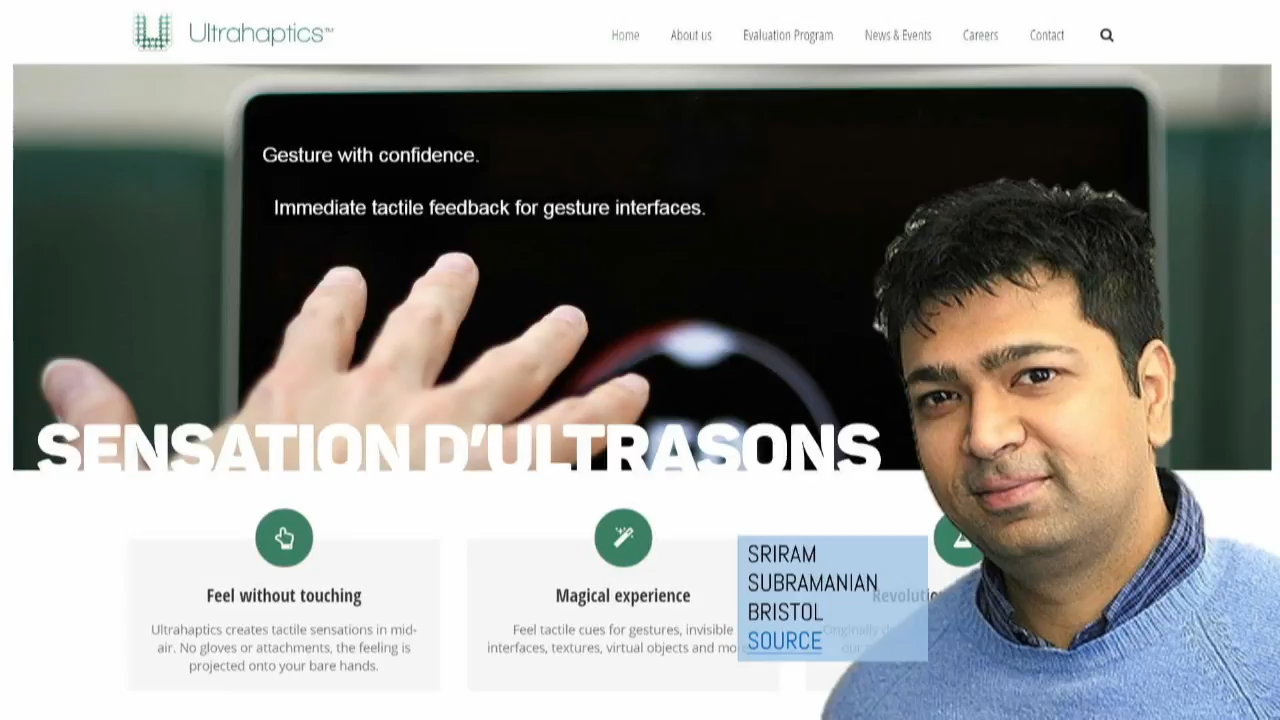 Ultrahaptics™
Home About us Evaluation Program News & Events Careers Contact
Gesture with confidence.
Immediate tactile feedback for gesture interfaces.
SENSATION D'ULTRASONS
Feel without touching
Ultrahaptics creates tactile sensations in mid-
air. No gloves or attachments, the feeling is
projected onto your bare hands.
Magical experience
Feel tactile cues for gestures, invisible
interfaces, textures, virtual objects and mo
SRIRAM
SUBRAMANIAN
BRISTOL
SOURCE